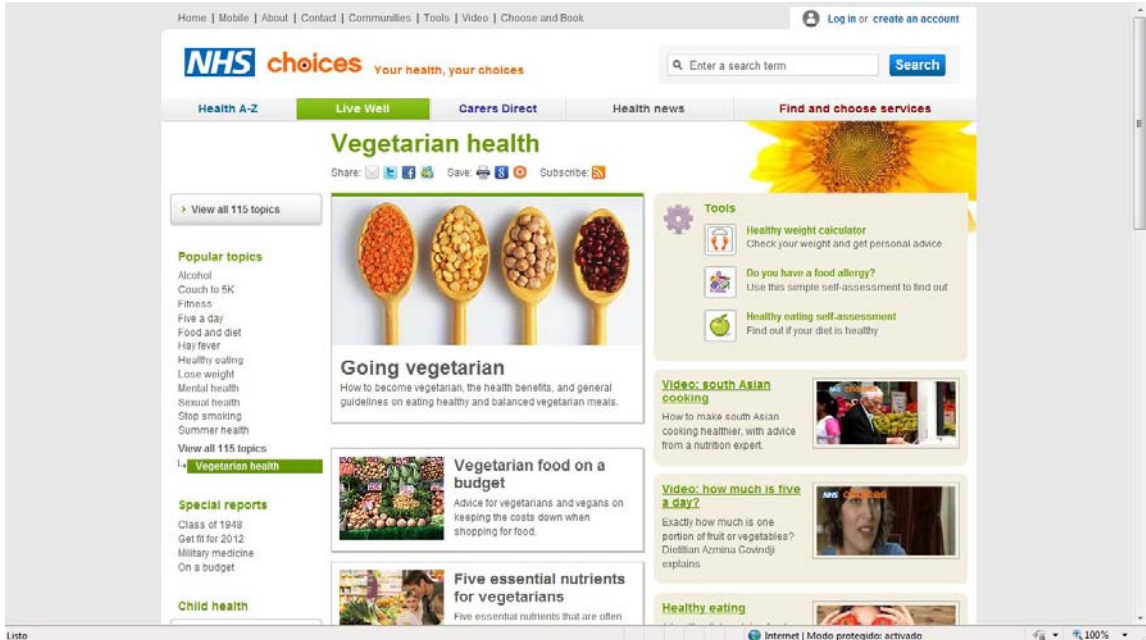 Home | Mobile | About | Contact | Communities | Tools | Video | Choose and Book
Log in or create an account
NHS choices Your health, your choices
Enter a search term
Search
Health A-Z
Live Well
Carers Direct
Health news
Find and choose services
Vegetarian health
Share:
Save:
Subscribe:
View all 115 topics
Popular topics
Alcohol
Couch to 5K
Fitness
Five a day
Food and diet
Hay fever
Healthy eating
Lose weight
Mental health
Sexual health
Stop smoking
Summer health
View all 115 topics
Vegetarian health
Special reports
Class of 1948
Get fit for 2012
Military medicine
On a budget
Child health
Going vegetarian
How to become vegetarian, the health benefits, and general
guidelines on eating healthy and balanced vegetarian meals.
Vegetarian food on a
budget
Advice for vegetarians and vegans on
keeping the costs down when
shopping for food.
Five essential nutrients
for vegetarians
Five essential nutrients that are often
Tools
Healthy weight calculator
Check your weight and get personal advice
Do you have a food allergy?
Use this simple self-assessment to find out
Healthy eating self-assessment
Find out if your diet is healthy
Video: south Asian
cooking
How to make south Asian
cooking healthier, with advice
from a nutrition expert.
NHS choices
Video: how much is five
a day?
Exactly how much is one
portion of fruit or vegetables?
Dietitian Azmina Govindji
explains
NHS choices
Healthy eating
Listo
Internet | Modo protegido: activado
100%